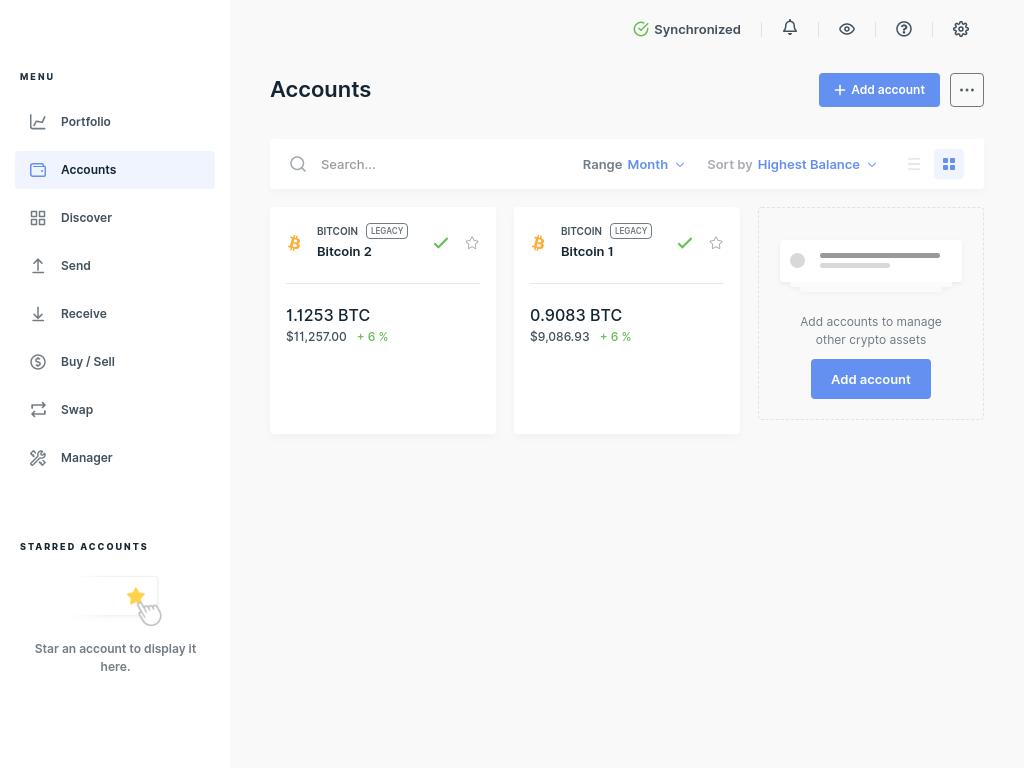 Synchronized
MENU
Portfolio
Accounts
Discover
Send
Receive
Buy / Sell
Swap
Manager
STARRED ACCOUNTS
Star an account to display it
here.
Accounts
Add account
Search...
Range Month
Sort by Highest Balance
BITCOIN LEGACY
Bitcoin 2
1.1253 BTC
$11,257.00 + 6 %
BITCOIN LEGACY
Bitcoin 1
0.9083 BTC
$9,086.93 + 6 %
Add accounts to manage
other crypto assets
Add account